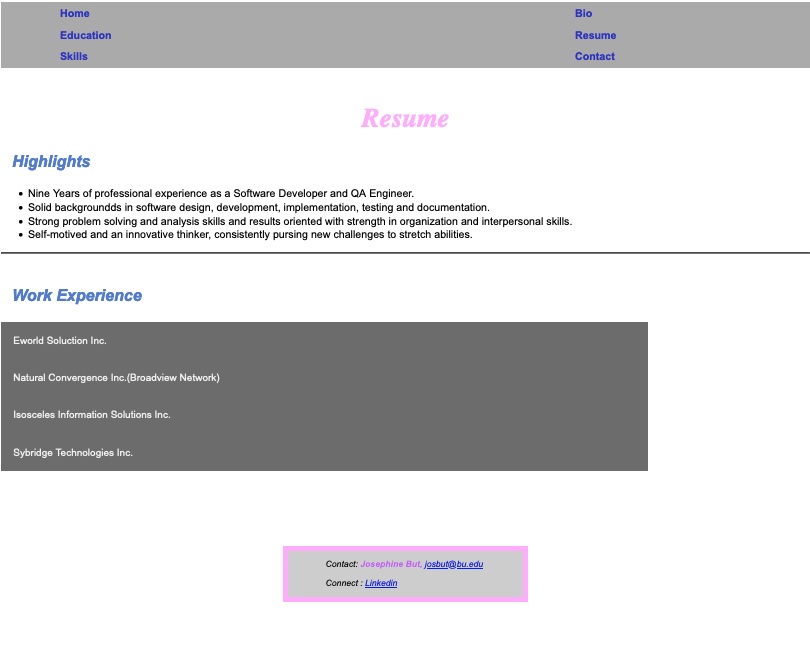 Home
Bio
Education
Resume
Skills
Contact
Resume
Highlights
Nine Years of professional experience as a Software Developer and QA Engineer.
Solid backgroundds in software design, development, implementation, testing and documentation.
Strong problem solving and analysis skills and results oriented with strength in organization and interpersonal skills.
Self-motived and an innovative thinker, consistently pursing new challenges to stretch abilities.
Work Experience
Eworld Soluction Inc.
Natural Convergence Inc.(Broadview Network)
Isosceles Information Solutions Inc.
Sybridge Technologies Inc.
Contact: Josephine But, josbut@bu.edu
Connect : Linkedin